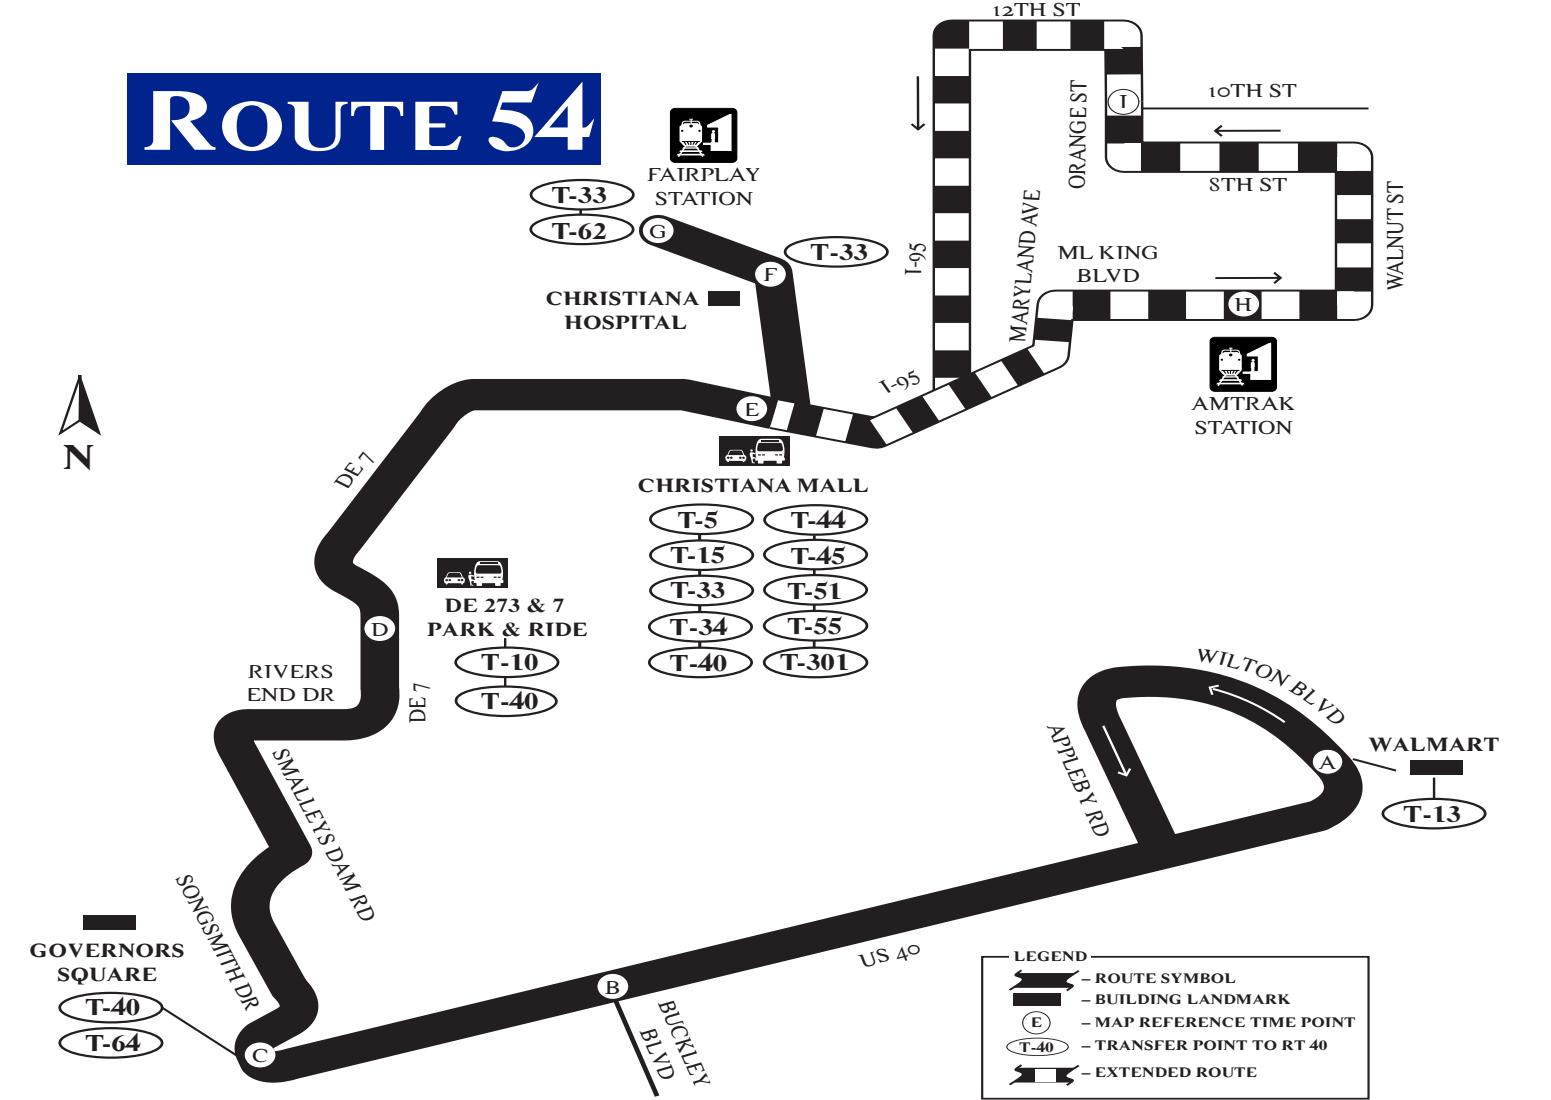 12TH ST
ROUTE 54
10TH ST
I
ORANGE ST
8TH ST
FAIRPLAY
STATION
T-33
T-62
G
T-33
F
I-95
MARYLAND AVE
ML KING
BLVD
WALNUT ST
H
CHRISTIANA
HOSPITAL
I-95
AMTRAK
STATION
E
N
DE 7
CHRISTIANA MALL
T-5
T-44
T-15
T-45
T-33
T-51
T-34
T-55
T-40
T-301
DE 273 & 7
PARK & RIDE
T-10
T-40
D
RIVERS
END DR
DE 7
SMALLEYS DAM RD
WILTON BLVD
APPLEBY RD
A
WALMART
T-13
SONGSMITH DR
GOVERNORS
SQUARE
T-40
T-64
C
B
BUCKLEY
BLVD
US 40
LEGEND
– ROUTE SYMBOL
– BUILDING LANDMARK
E – MAP REFERENCE TIME POINT
T-40 – TRANSFER POINT TO RT 40
– EXTENDED ROUTE